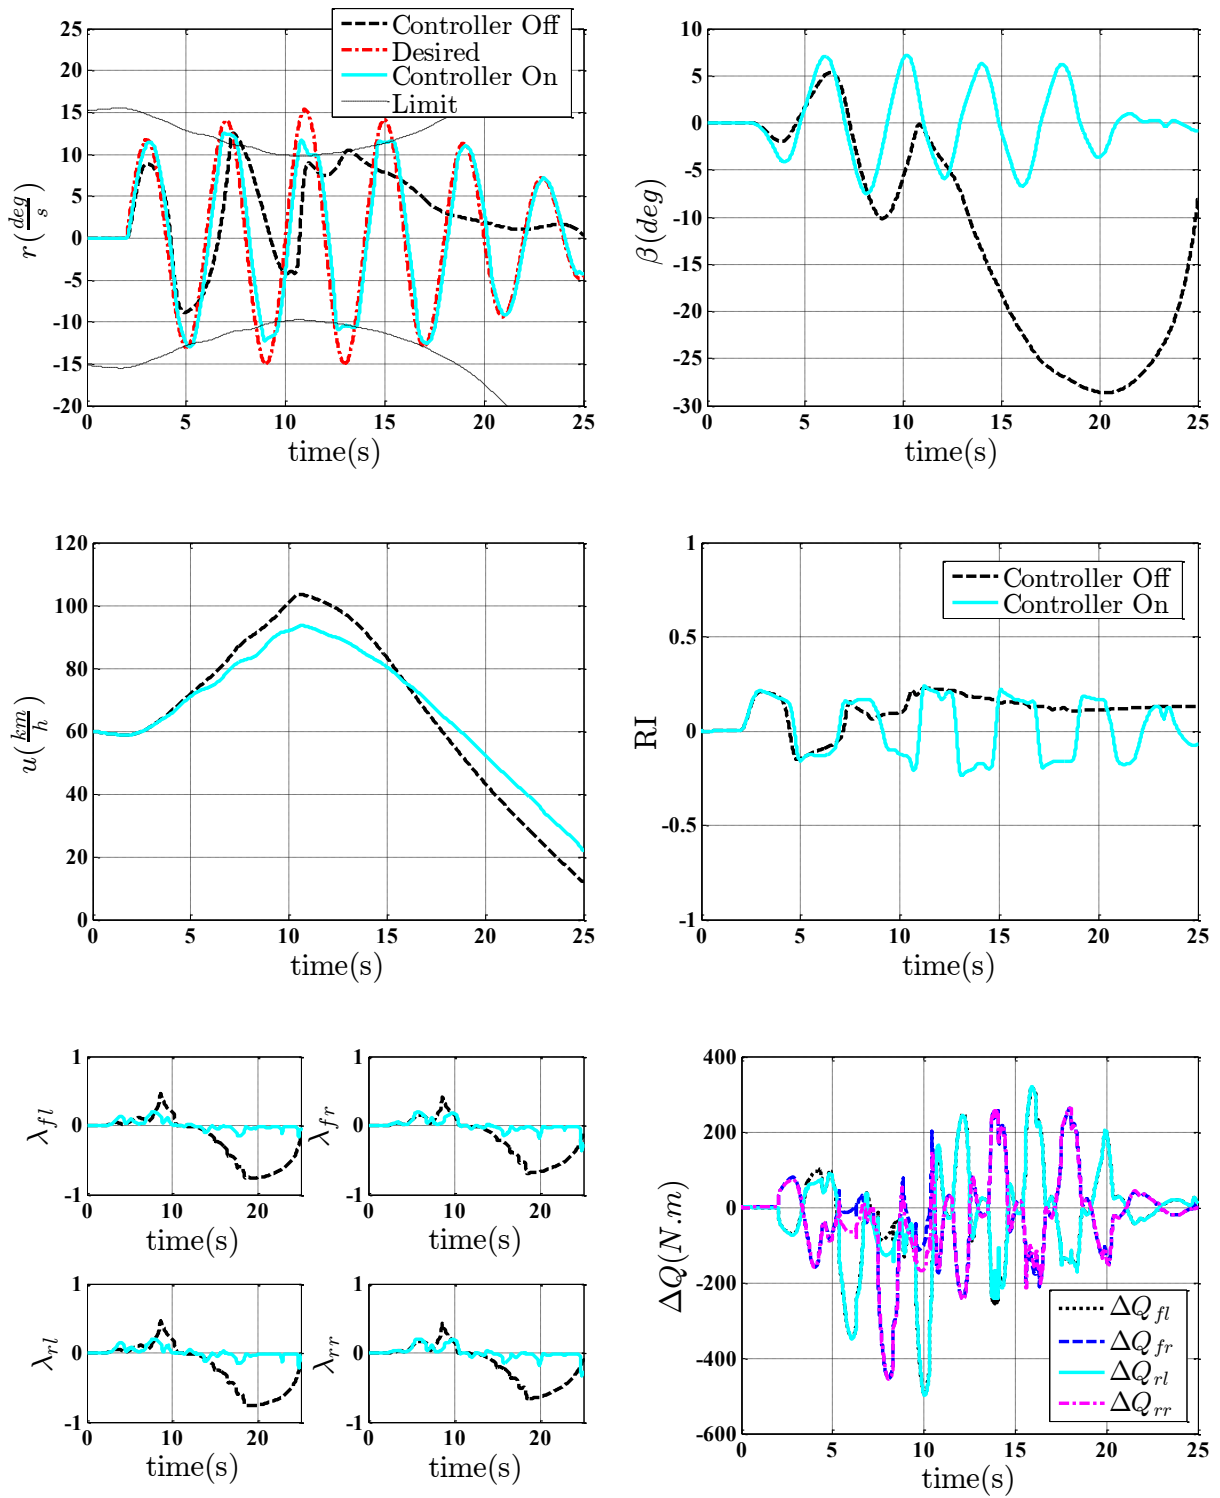 25
20
15
10
5
0
-5
-10
-15
-20
0 5 10 15 20 25
time(s)
r(deg/s)
Controller Off
Desired
Controller On
Limit
10
5
0
-5
-10
-15
-20
-25
-30
0 5 10 15 20 25
time(s)
β(deg)
120
100
80
60
40
20
0
0 5 10 15 20 25
time(s)
u(km/h)
1
0.5
0
-0.5
-1
0 5 10 15 20 25
time(s)
RI
Controller Off
Controller On
1
0
-1
0 10 20
time(s)
λfl
1
0
-1
0 10 20
time(s)
λfr
1
0
-1
0 10 20
time(s)
λrl
1
0
-1
0 10 20
time(s)
λrr
400
200
0
-200
-400
-600
0 5 10 15 20 25
time(s)
ΔQ(N.m)
ΔQfl
ΔQfr
ΔQrl
ΔQrr